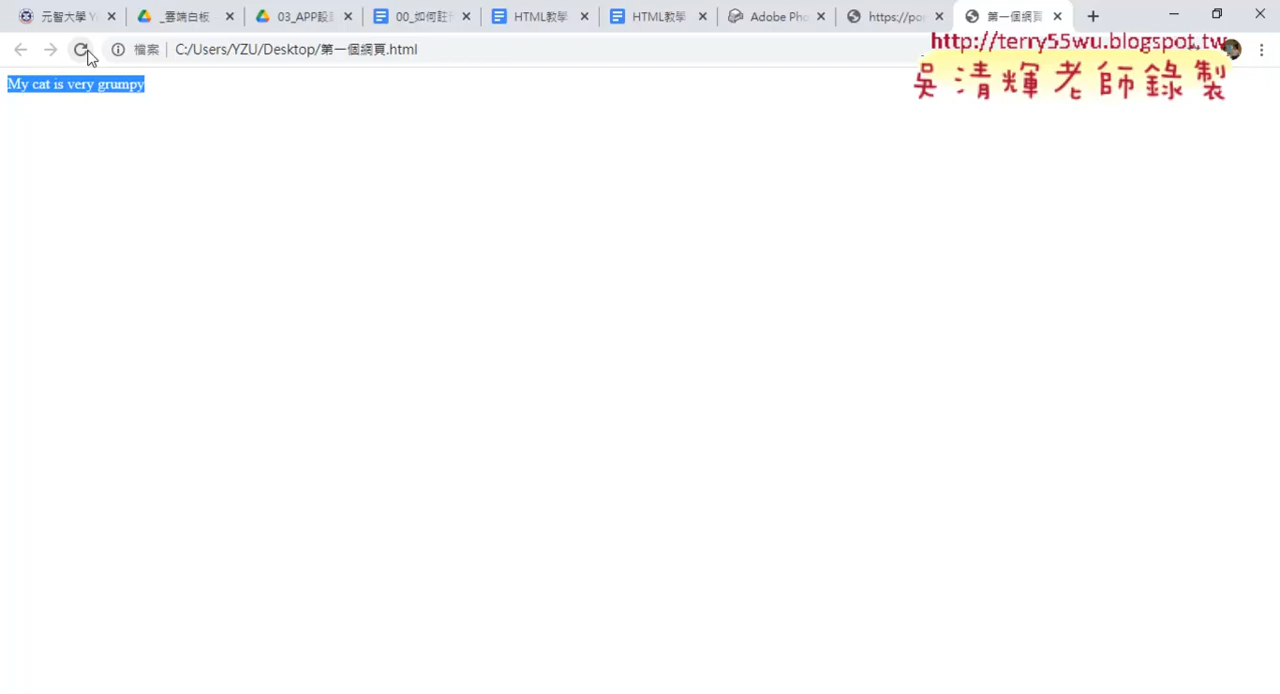 元智大學 Y
_雲端白板
03_APP設
00_如何註
HTML教學
HTML教學
Adobe Pho
https://po
第一個網頁
檔案
C:/Users/YZU/Desktop/第一個網頁.html
http://terry55wu.blogspot.tw
吳清輝老師錄製
My cat is very grumpy